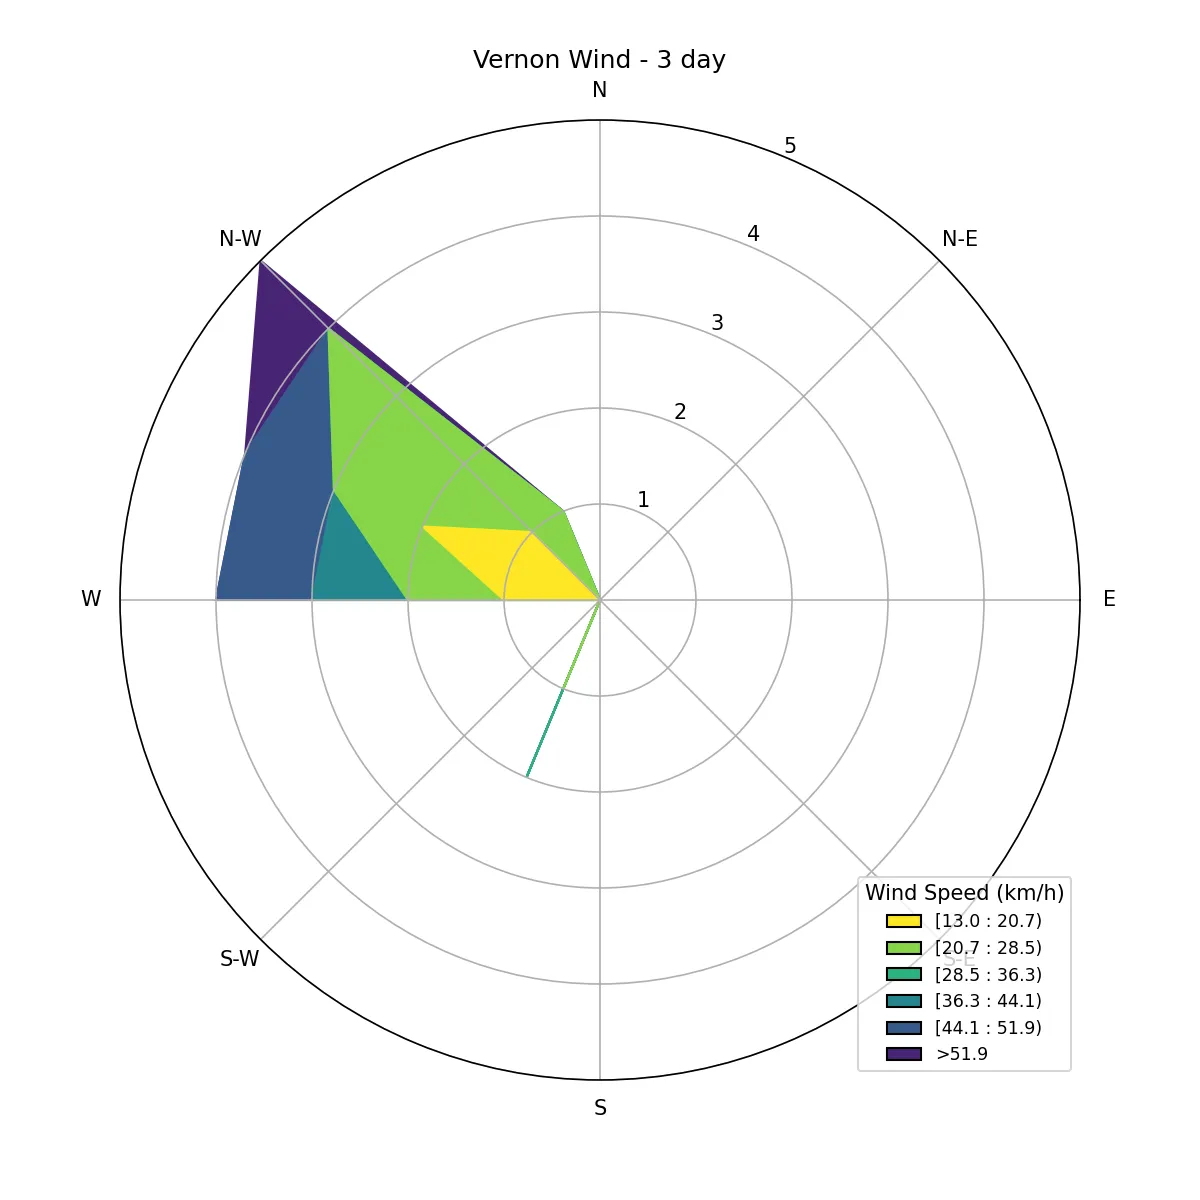 Vernon Wind - 3 day
N
5
N-W
N-E
4
3
2
1
W
E
S-W
S-E
Wind Speed (km/h)
[13.0 : 20.7)
[20.7 : 28.5)
[28.5 : 36.3)
[36.3 : 44.1)
[44.1 : 51.9)
>51.9
S